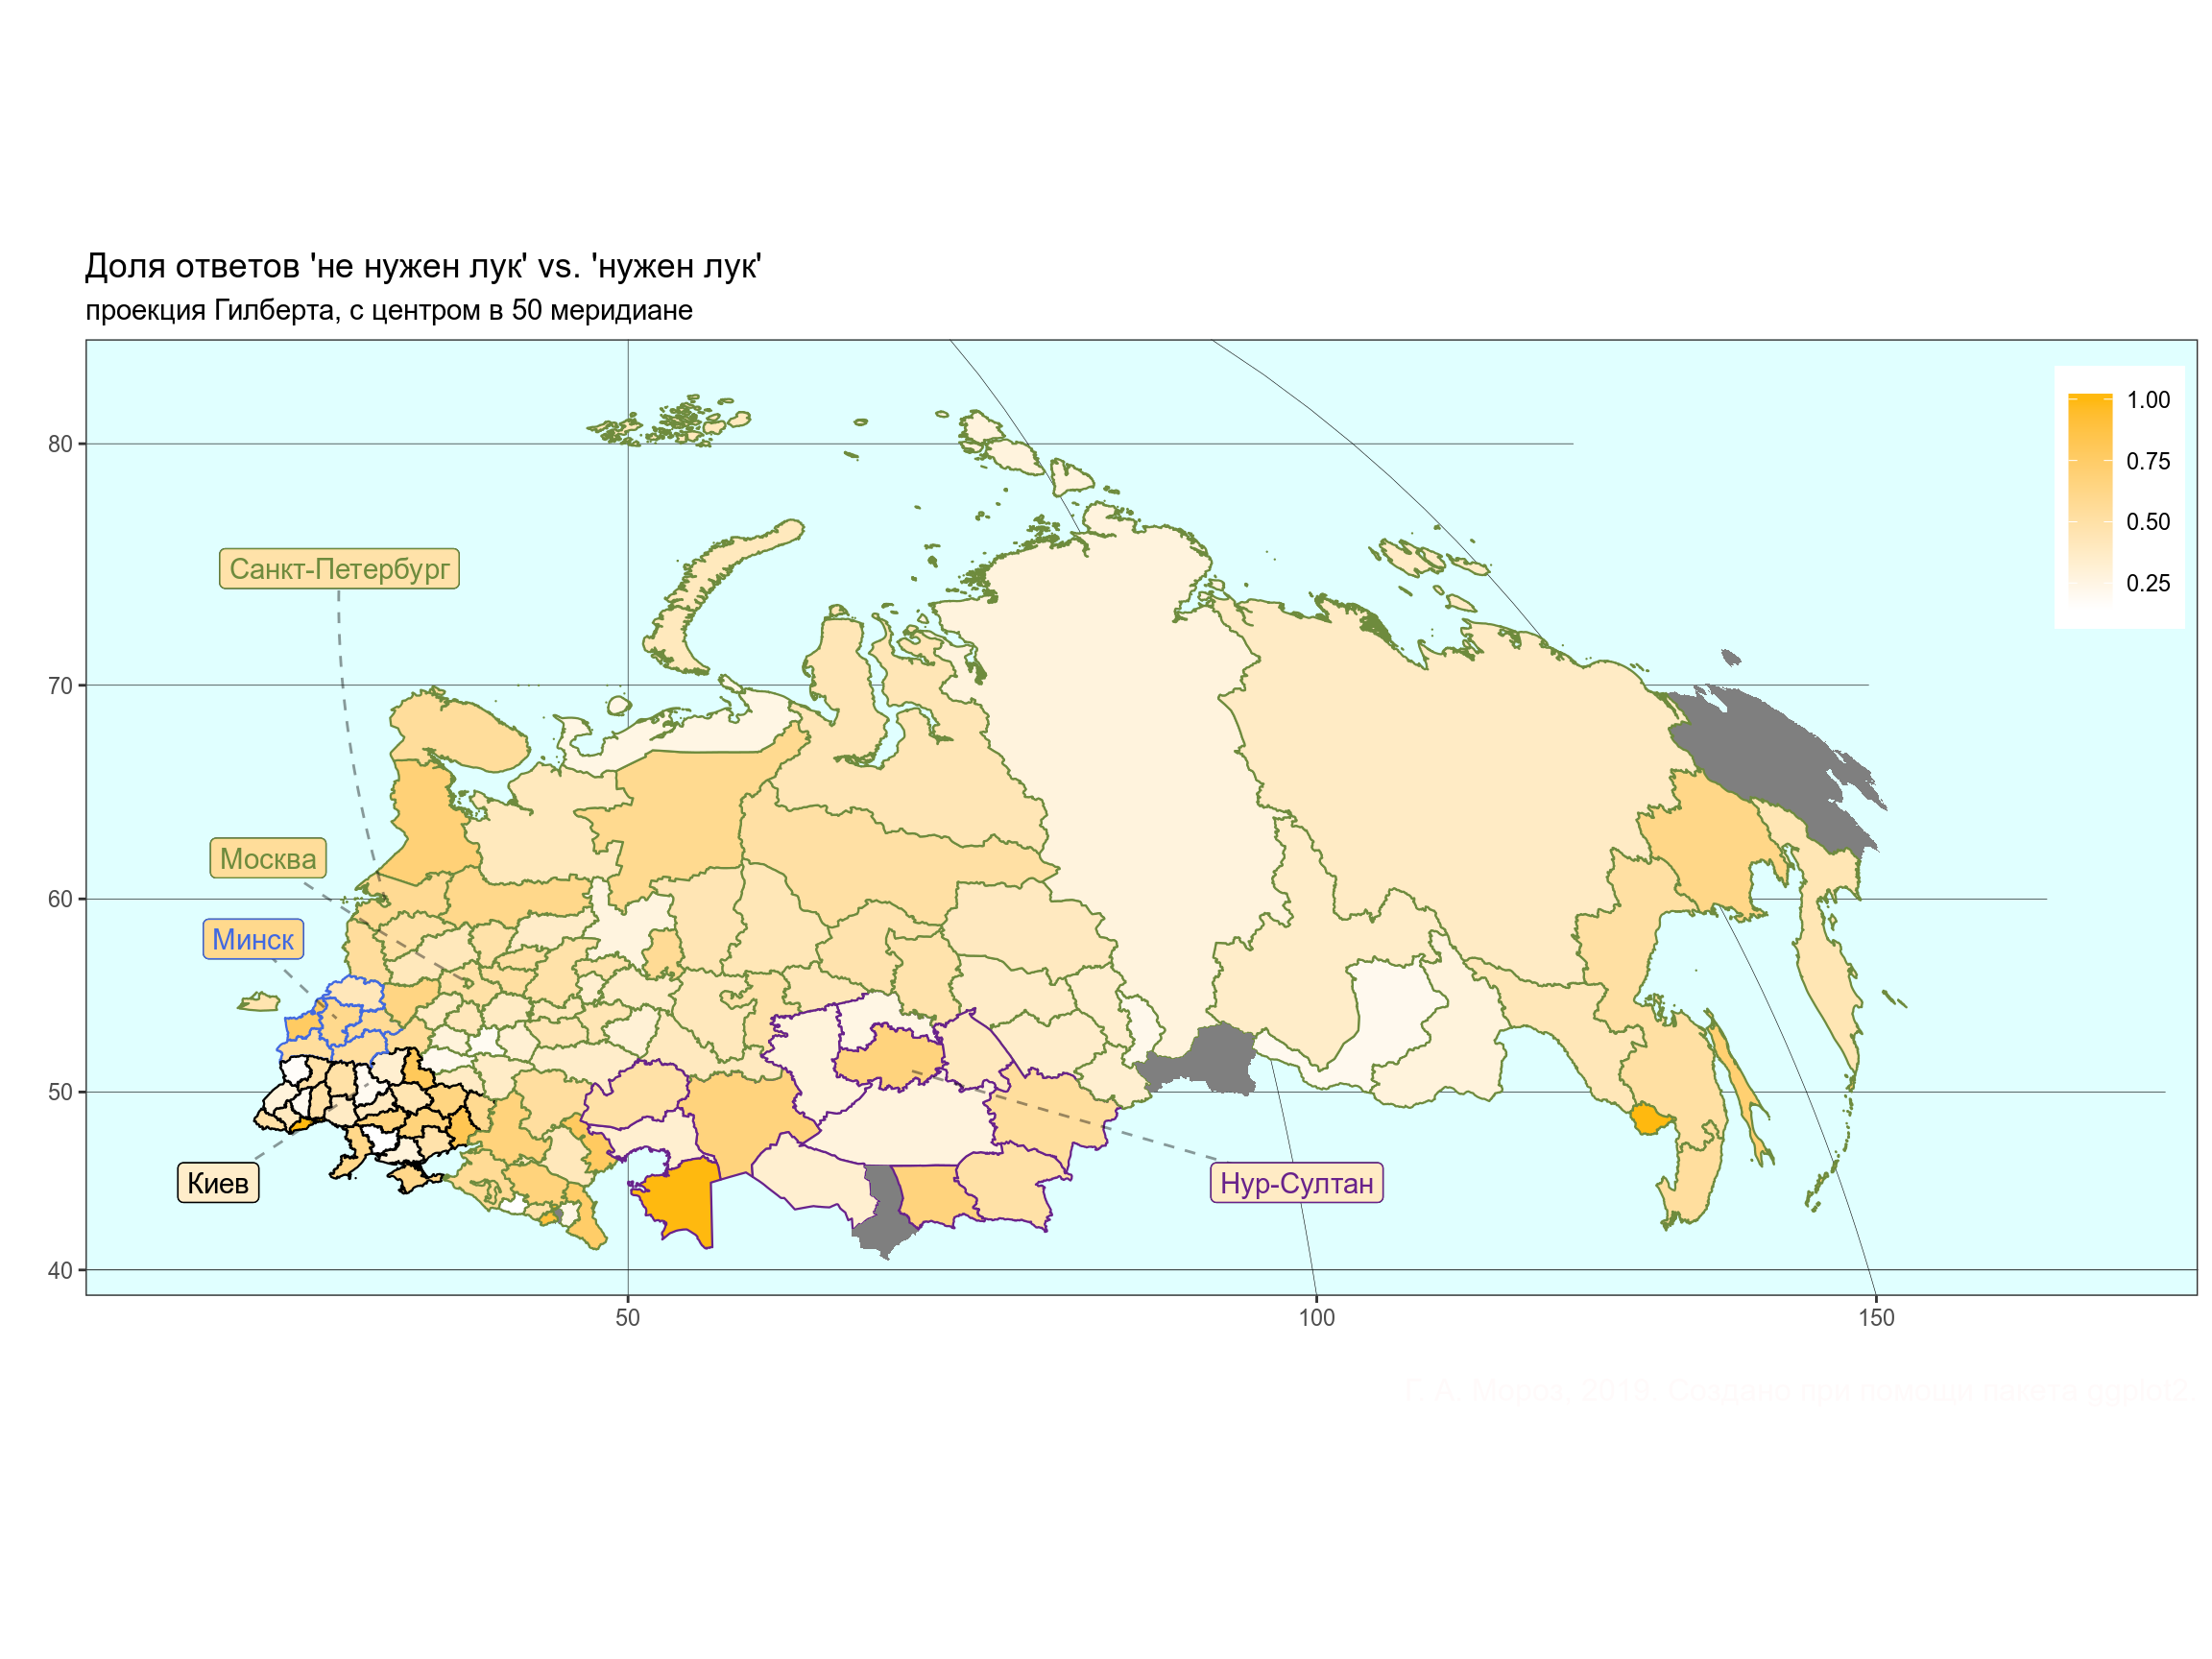 Доля ответов 'не нужен лук' vs. 'нужен лук'
проекция Гилберта, с центром в 50 меридиане
1.00
0.75
0.50
0.25
80
70
60
50
40
Санкт-Петербург
Москва
Минск
Киев
Нур-Султан
50
100
150
Г. А. Мороз, 2019. Создано при помощи пакета ggplot2.